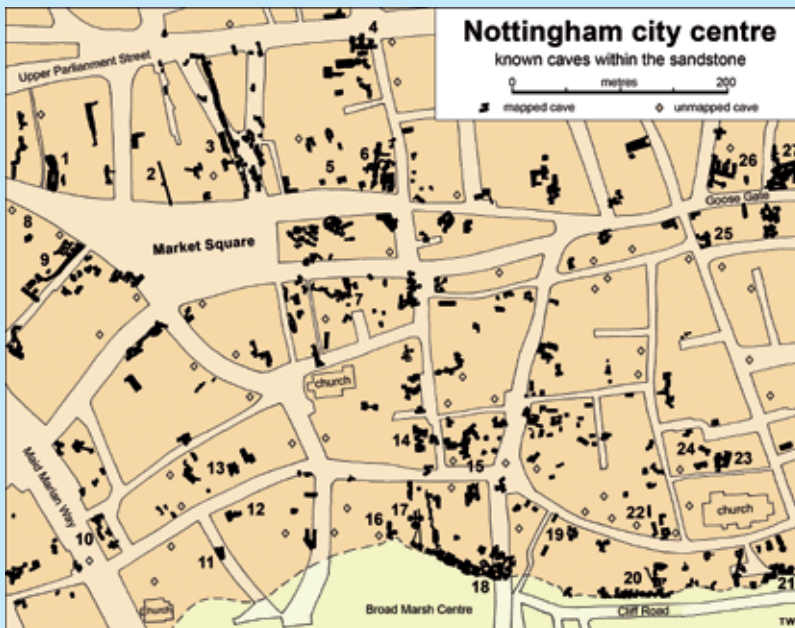 Nottingham city centre
known caves within the sandstone
0 metres 200
mapped cave unmapped cave
Upper Parlianment Street
4
3
1
2
5
6
26
27
Goose Gate
8
9
Market Square
25
7
church
Maid Marian Way
14
15
13
24
23
12
17
16
10
11
22
19
church
18
20
21
church
Broad Marsh Centre
Cliff Road
TW